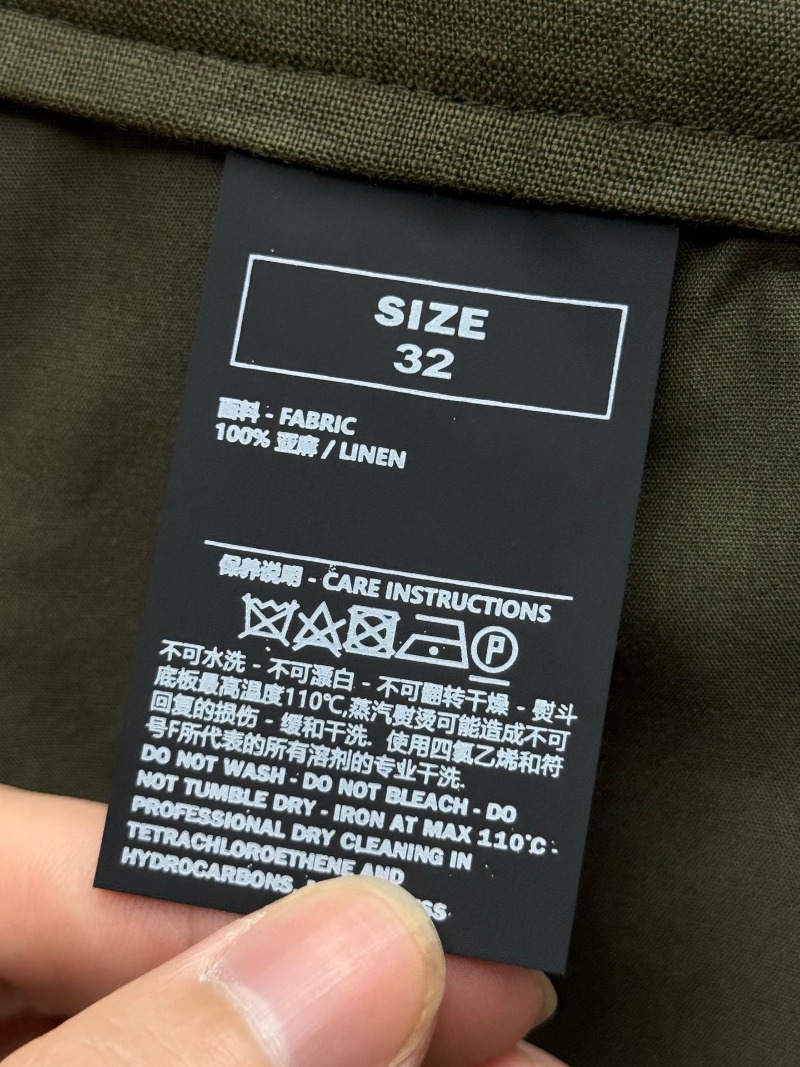 SIZE
32
面料 - FABRIC
100% 亚麻 / LINEN
保养说明 - CARE INSTRUCTIONS
P
不可水洗 - 不可漂白 - 不可翻转干燥 - 熨斗
底板最高温度110℃,蒸汽熨烫可能造成不可
回复的损伤 - 缓和干洗. 使用四氯乙烯和符
号F所代表的所有溶剂的专业干洗.
DO NOT WASH - DO NOT BLEACH - DO
NOT TUMBLE DRY - IRON AT MAX 110°C -
PROFESSIONAL DRY CLEANING IN
TETRACHLOROETHENE AND
HYDROCARBONS